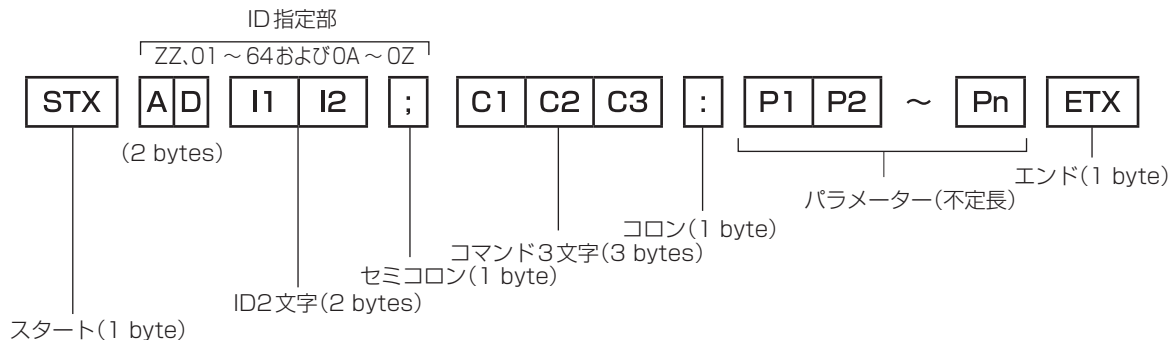 ID指定部
ZZ、01～64および0A～0Z
STX A D I1 I2 ; C1 C2 C3 : P1 P2 ～ Pn ETX
(2 bytes)
エンド(1 byte)
パラメーター(不定長)
コロン(1 byte)
コマンド3文字(3 bytes)
セミコロン(1 byte)
ID2文字(2 bytes)
スタート(1 byte)